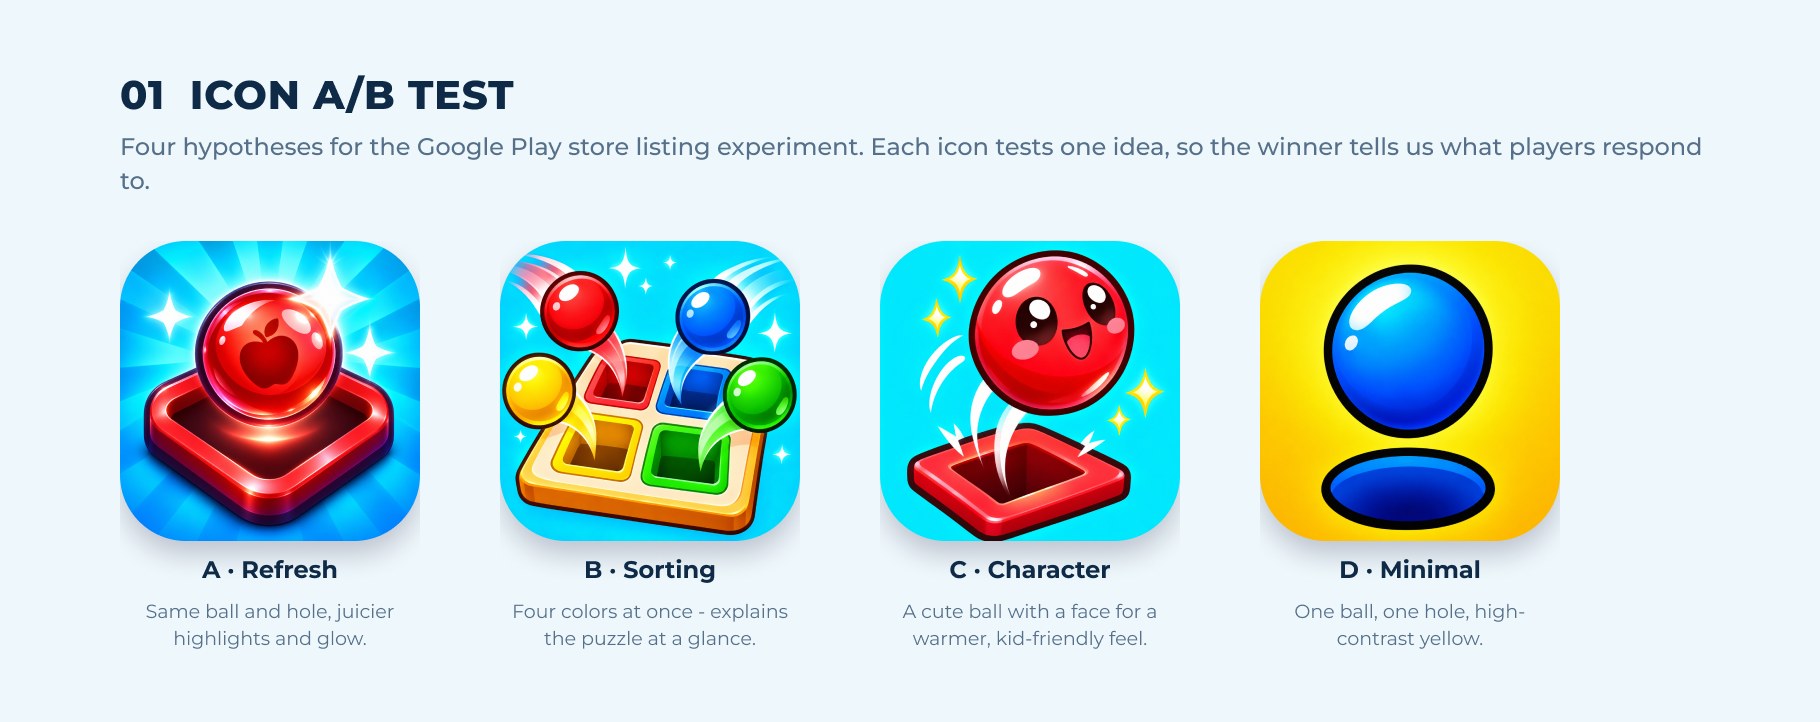 01 ICON A/B TEST
Four hypotheses for the Google Play store listing experiment. Each icon tests one idea, so the winner tells us what players respond
to.
A · Refresh
Same ball and hole, juicier
highlights and glow.
B · Sorting
Four colors at once - explains
the puzzle at a glance.
C · Character
A cute ball with a face for a
warmer, kid-friendly feel.
D · Minimal
One ball, one hole, high-
contrast yellow.